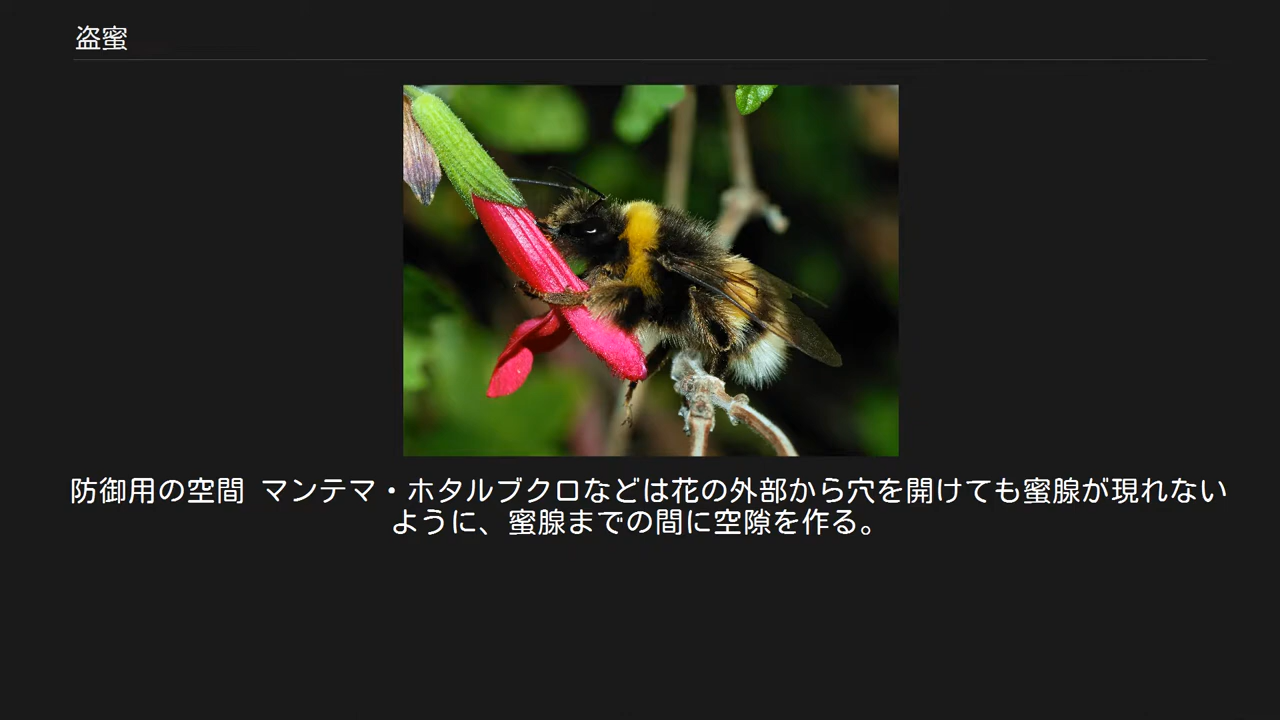 盗蜜
防御用の空間 マンテマ・ホタルブクロなどは花の外部から穴を開けても蜜腺が現れない
ように、蜜腺までの間に空隙を作る。